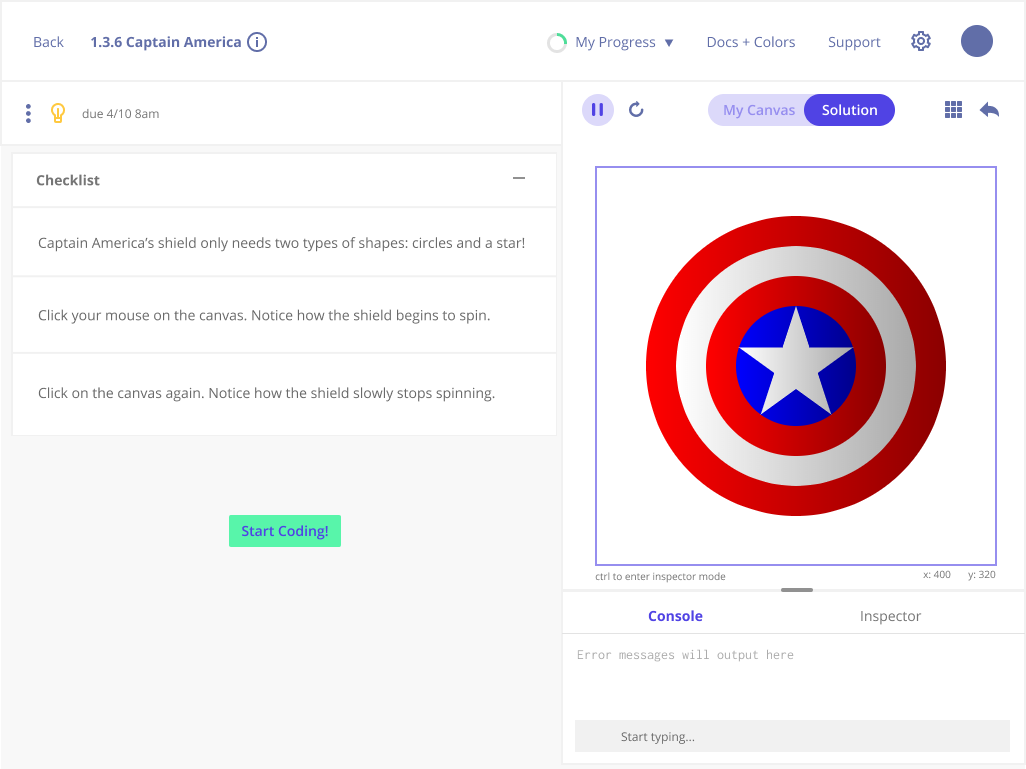 Back
1.3.6 Captain America
My Progress
Docs + Colors
Support
due 4/10 8am
My Canvas
Solution
Checklist
Captain America’s shield only needs two types of shapes: circles and a star!
Click your mouse on the canvas. Notice how the shield begins to spin.
Click on the canvas again. Notice how the shield slowly stops spinning.
Start Coding!
ctrl to enter inspector mode
x: 400 y: 320
Console
Inspector
Error messages will output here
Start typing...